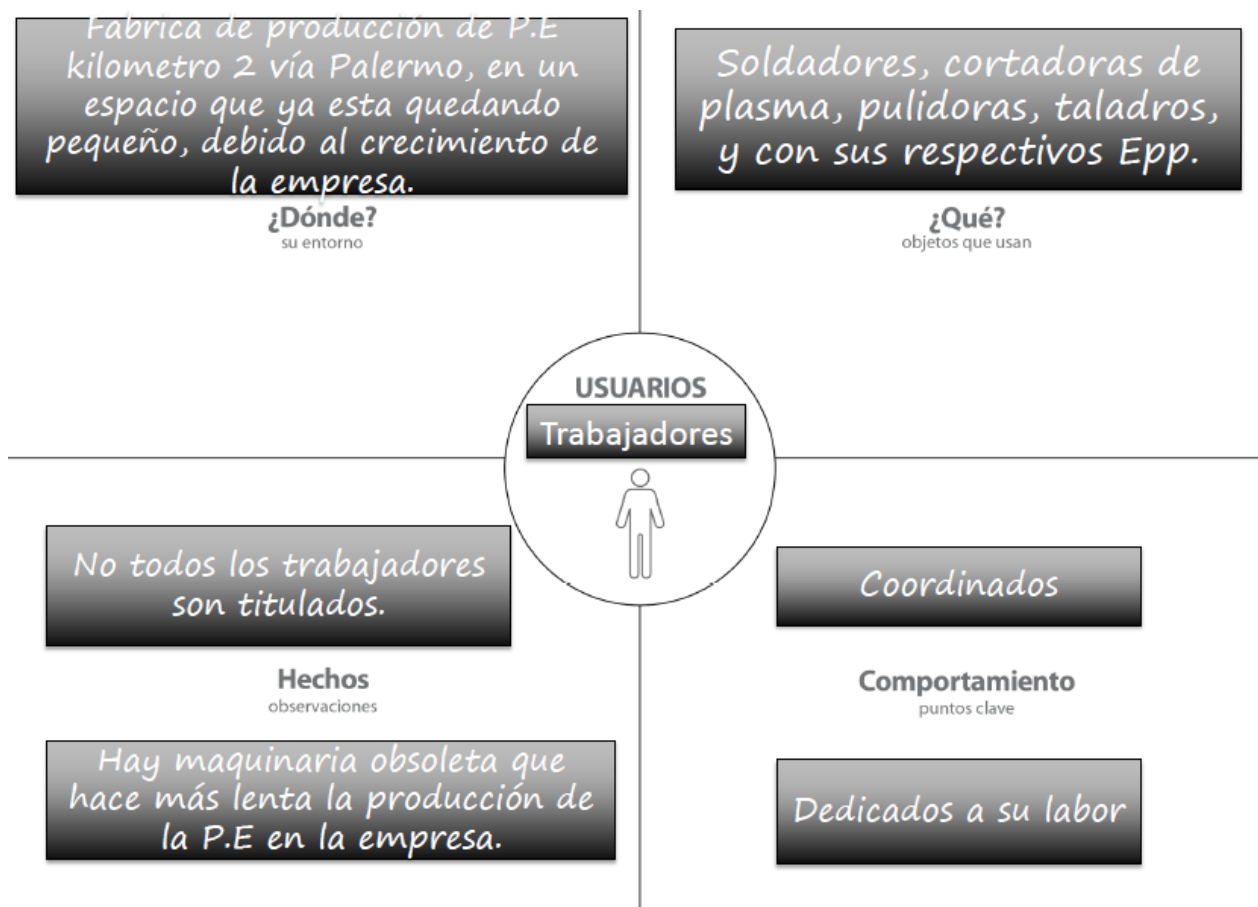 Fabrica de producción de P.E
kilometro 2 vía Palermo, en un
espacio que ya esta quedando
pequeño, debido al crecimiento de
la empresa.
¿Dónde?
su entorno
Soldadores, cortadoras de
plasma, pulidoras, taladros,
y con sus respectivos Epp.
¿Qué?
objetos que usan
USUARIOS
Trabajadores
No todos los trabajadores
son titulados.
Hechos
observaciones
Hay maquinaria obsoleta que
hace más lenta la producción de
la P.E en la empresa.
Coordinados
Comportamiento
puntos clave
Dedicados a su labor